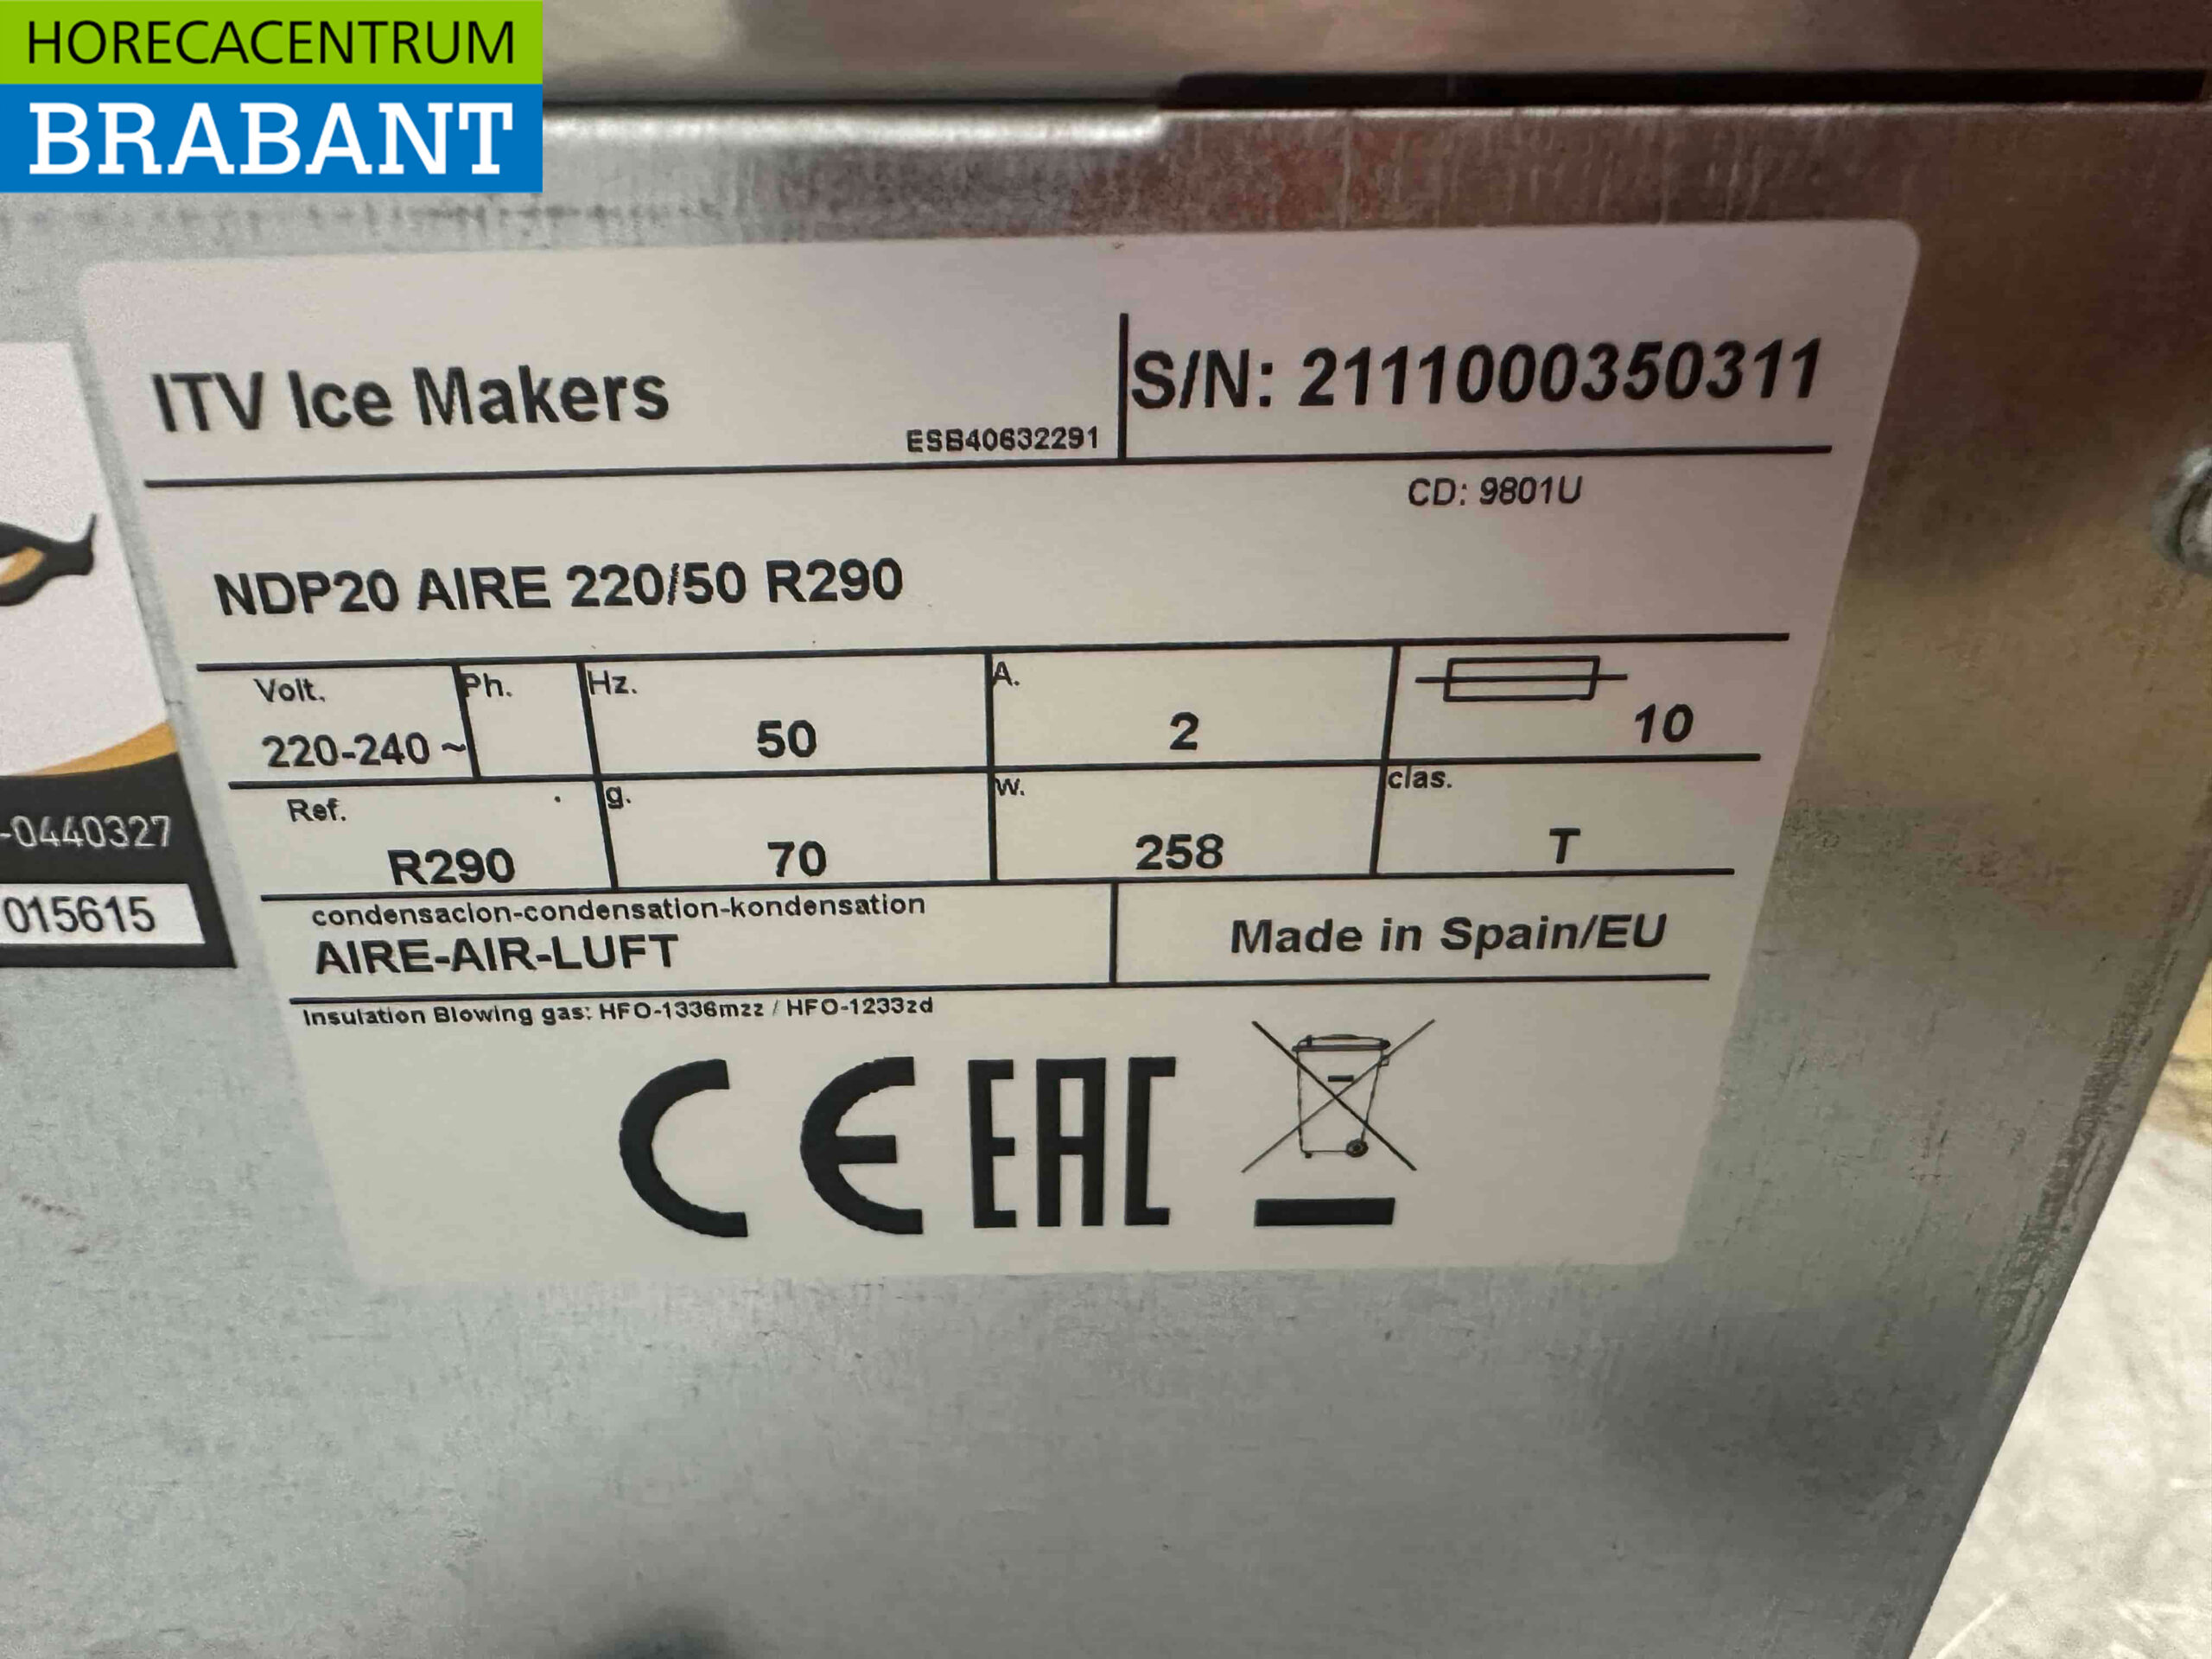 HORECACENTRUM
BRABANT
ITV Ice Makers
ESB40632291
S/N: 2111000350311
CD: 9801U
NDP20 AIRE 220/50 R290
Volt. Ph. Hz. A.
220-240 ~ 50 2 10
Ref. g. w. clas.
R290 70 258 T
condensacion-condensation-kondensation
AIRE-AIR-LUFT
Made in Spain/EU
Insulation Blowing gas: HFO-1336mzz / HFO-1233zd
CE EAC
-0440327
015615